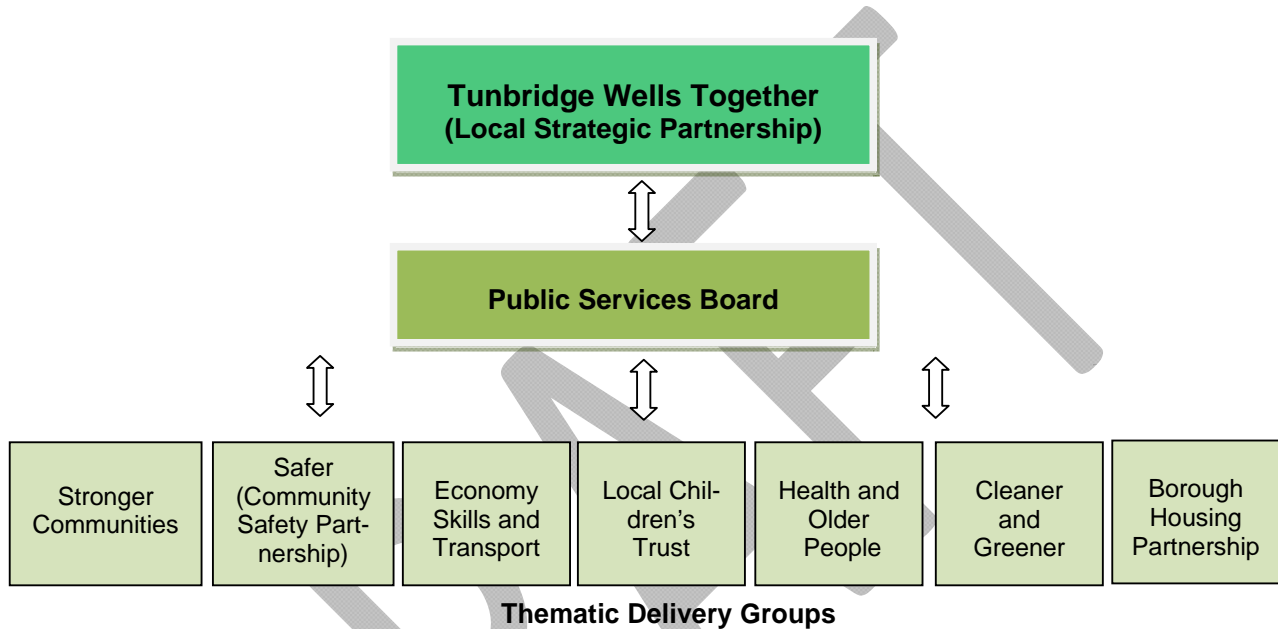 Tunbridge Wells Together
(Local Strategic Partnership)
Public Services Board
Stronger
Communities
Safer
(Community
Safety Part-
nership)
Economy
Skills and
Transport
Local Chil-
dren’s
Trust
Health and
Older
People
Cleaner
and
Greener
Borough
Housing
Partnership
Thematic Delivery Groups
DRAFT